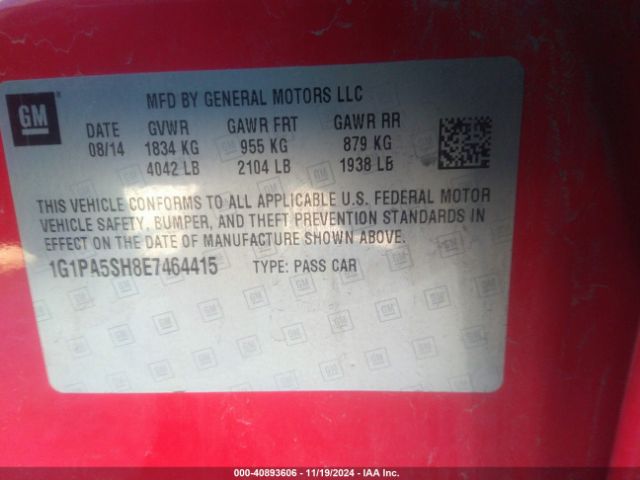 GM
MFD BY GENERAL MOTORS LLC
DATE GVWR GAWR FRT GAWR RR
08/14 1834 KG 955 KG 879 KG
4042 LB 2104 LB 1938 LB
THIS VEHICLE CONFORMS TO ALL APPLICABLE U.S. FEDERAL MOTOR
VEHICLE SAFETY, BUMPER, AND THEFT PREVENTION STANDARDS IN
EFFECT ON THE DATE OF MANUFACTURE SHOWN ABOVE.
1G1PA5SH8E7464415 TYPE: PASS CAR
000-40893606 - 11/19/2024 - IAA Inc.